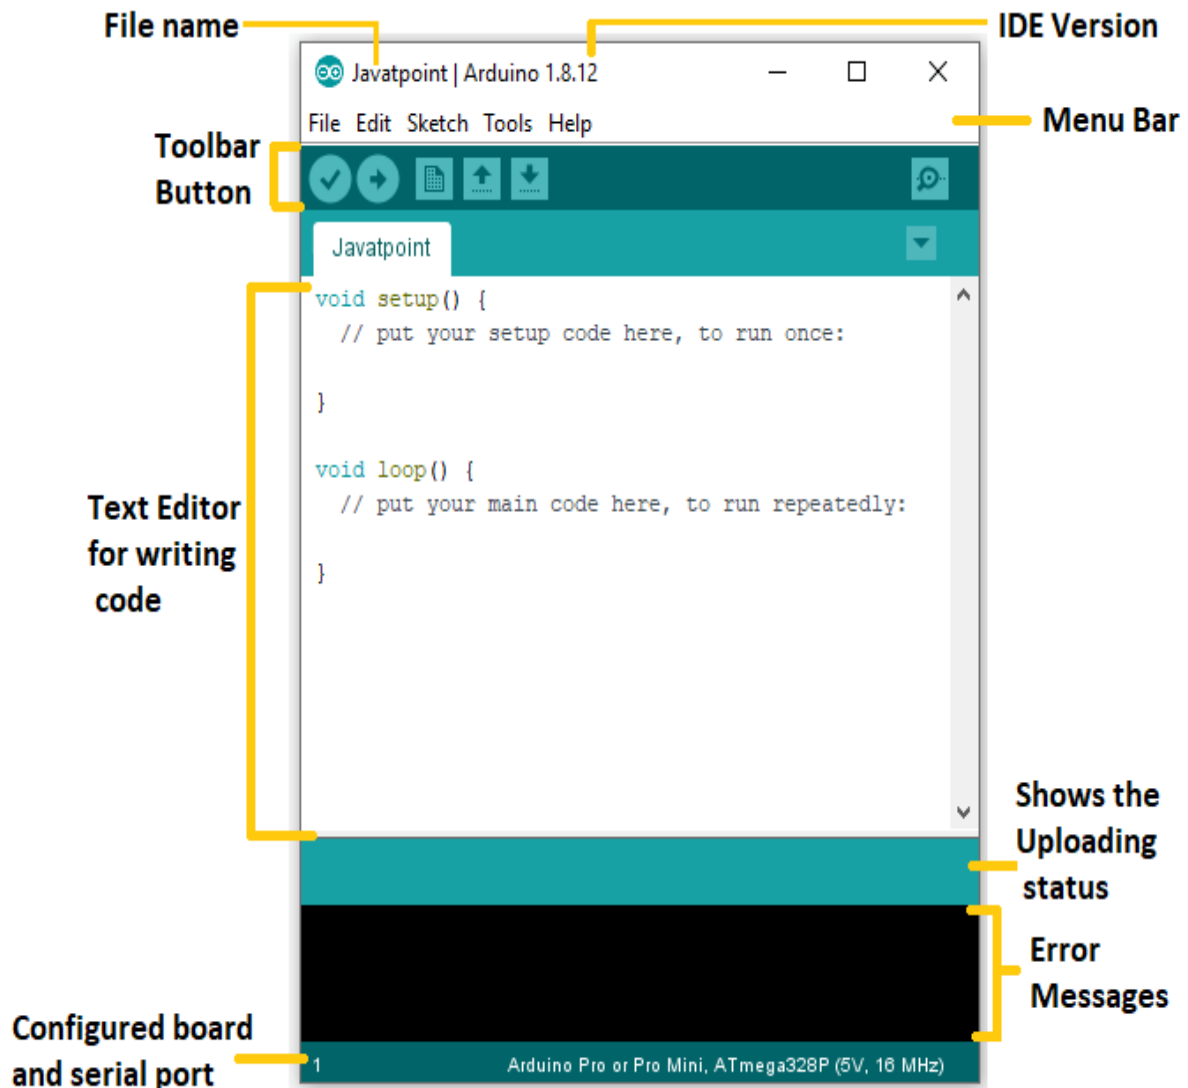 File name
IDE Version
Javatpoint | Arduino 1.8.12
File Edit Sketch Tools Help
Menu Bar
Toolbar
Button
Javatpoint
void setup() {
// put your setup code here, to run once:
}
void loop() {
// put your main code here, to run repeatedly:
}
Text Editor
for writing
code
Shows the
Uploading
status
Error
Messages
Configured board
and serial port
1
Arduino Pro or Pro Mini, ATmega328P (5V, 16 MHz)